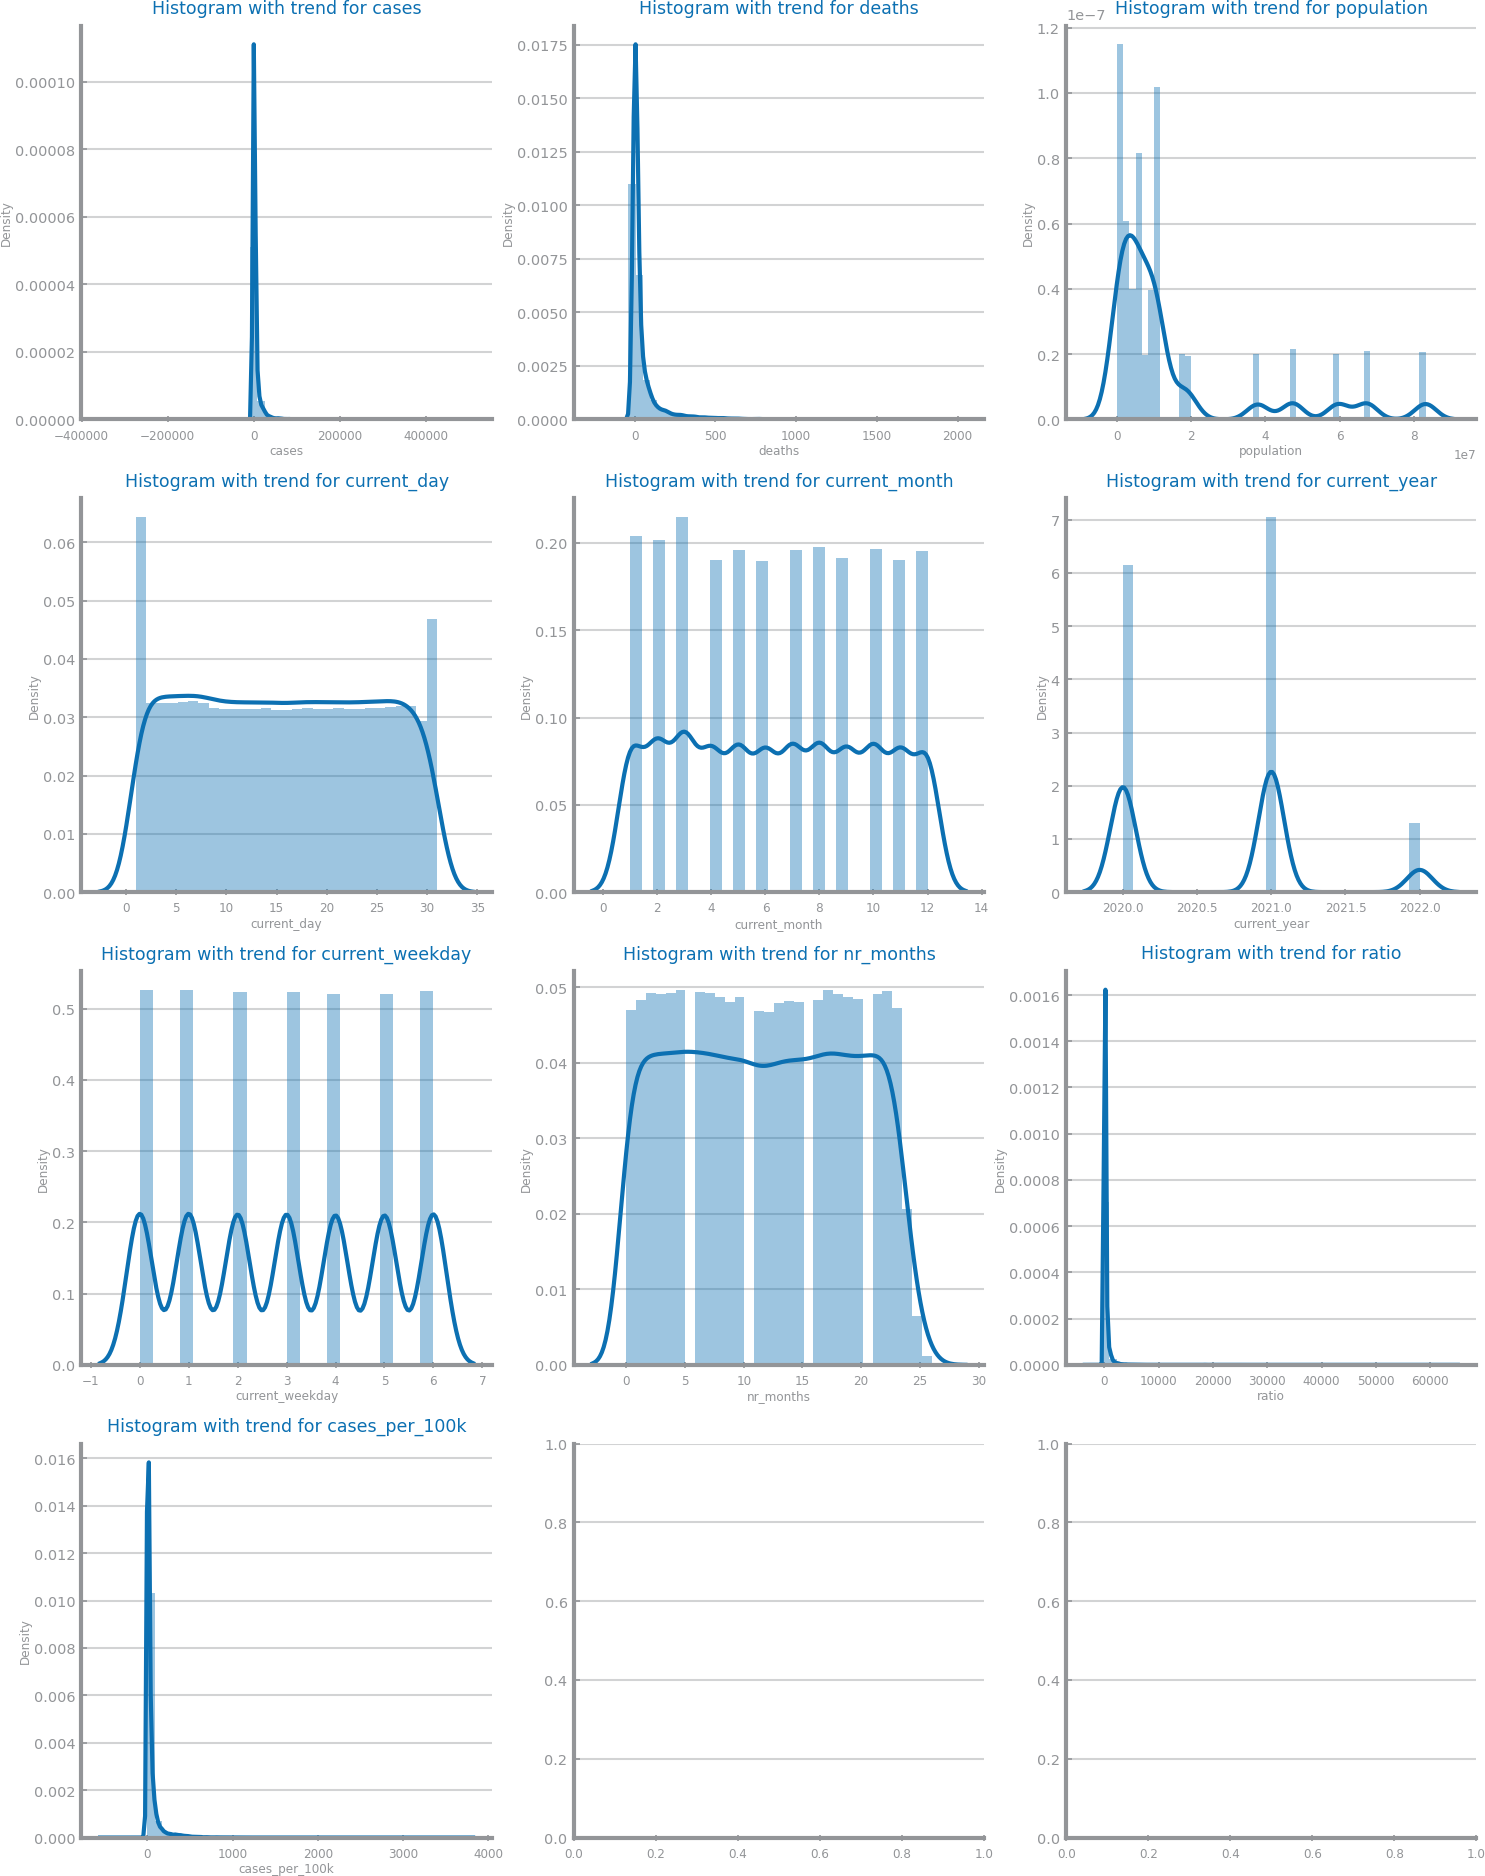 Histogram with trend for cases
Histogram with trend for deaths
Histogram with trend for population
1e−7
0.00010
0.00008
0.00006
0.00004
0.00002
0.00000
Density
−400000 −200000 0 200000 400000
cases
0.0175
0.0150
0.0125
0.0100
0.0075
0.0050
0.0025
0.0000
Density
0 500 1000 1500 2000
deaths
1.2
1.0
0.8
0.6
0.4
0.2
0.0
Density
0 2 4 6 8
population
1e7
Histogram with trend for current_day
Histogram with trend for current_month
Histogram with trend for current_year
0.06
0.05
0.04
0.03
0.02
0.01
0.00
Density
0 5 10 15 20 25 30 35
current_day
0.20
0.15
0.10
0.05
0.00
Density
0 2 4 6 8 10 12 14
current_month
7
6
5
4
3
2
1
0
Density
2020.0 2020.5 2021.0 2021.5 2022.0
current_year
Histogram with trend for current_weekday
Histogram with trend for nr_months
Histogram with trend for ratio
0.5
0.4
0.3
0.2
0.1
0.0
Density
−1 0 1 2 3 4 5 6 7
current_weekday
0.05
0.04
0.03
0.02
0.01
0.00
Density
0 5 10 15 20 25 30
nr_months
0.0016
0.0014
0.0012
0.0010
0.0008
0.0006
0.0004
0.0002
0.0000
Density
0 10000 20000 30000 40000 50000 60000
ratio
Histogram with trend for cases_per_100k
0.016
0.014
0.012
0.010
0.008
0.006
0.004
0.002
0.000
Density
0 1000 2000 3000 4000
cases_per_100k
1.0
0.8
0.6
0.4
0.2
0.0
0.0 0.2 0.4 0.6 0.8 1.0
1.0
0.8
0.6
0.4
0.2
0.0
0.0 0.2 0.4 0.6 0.8 1.0